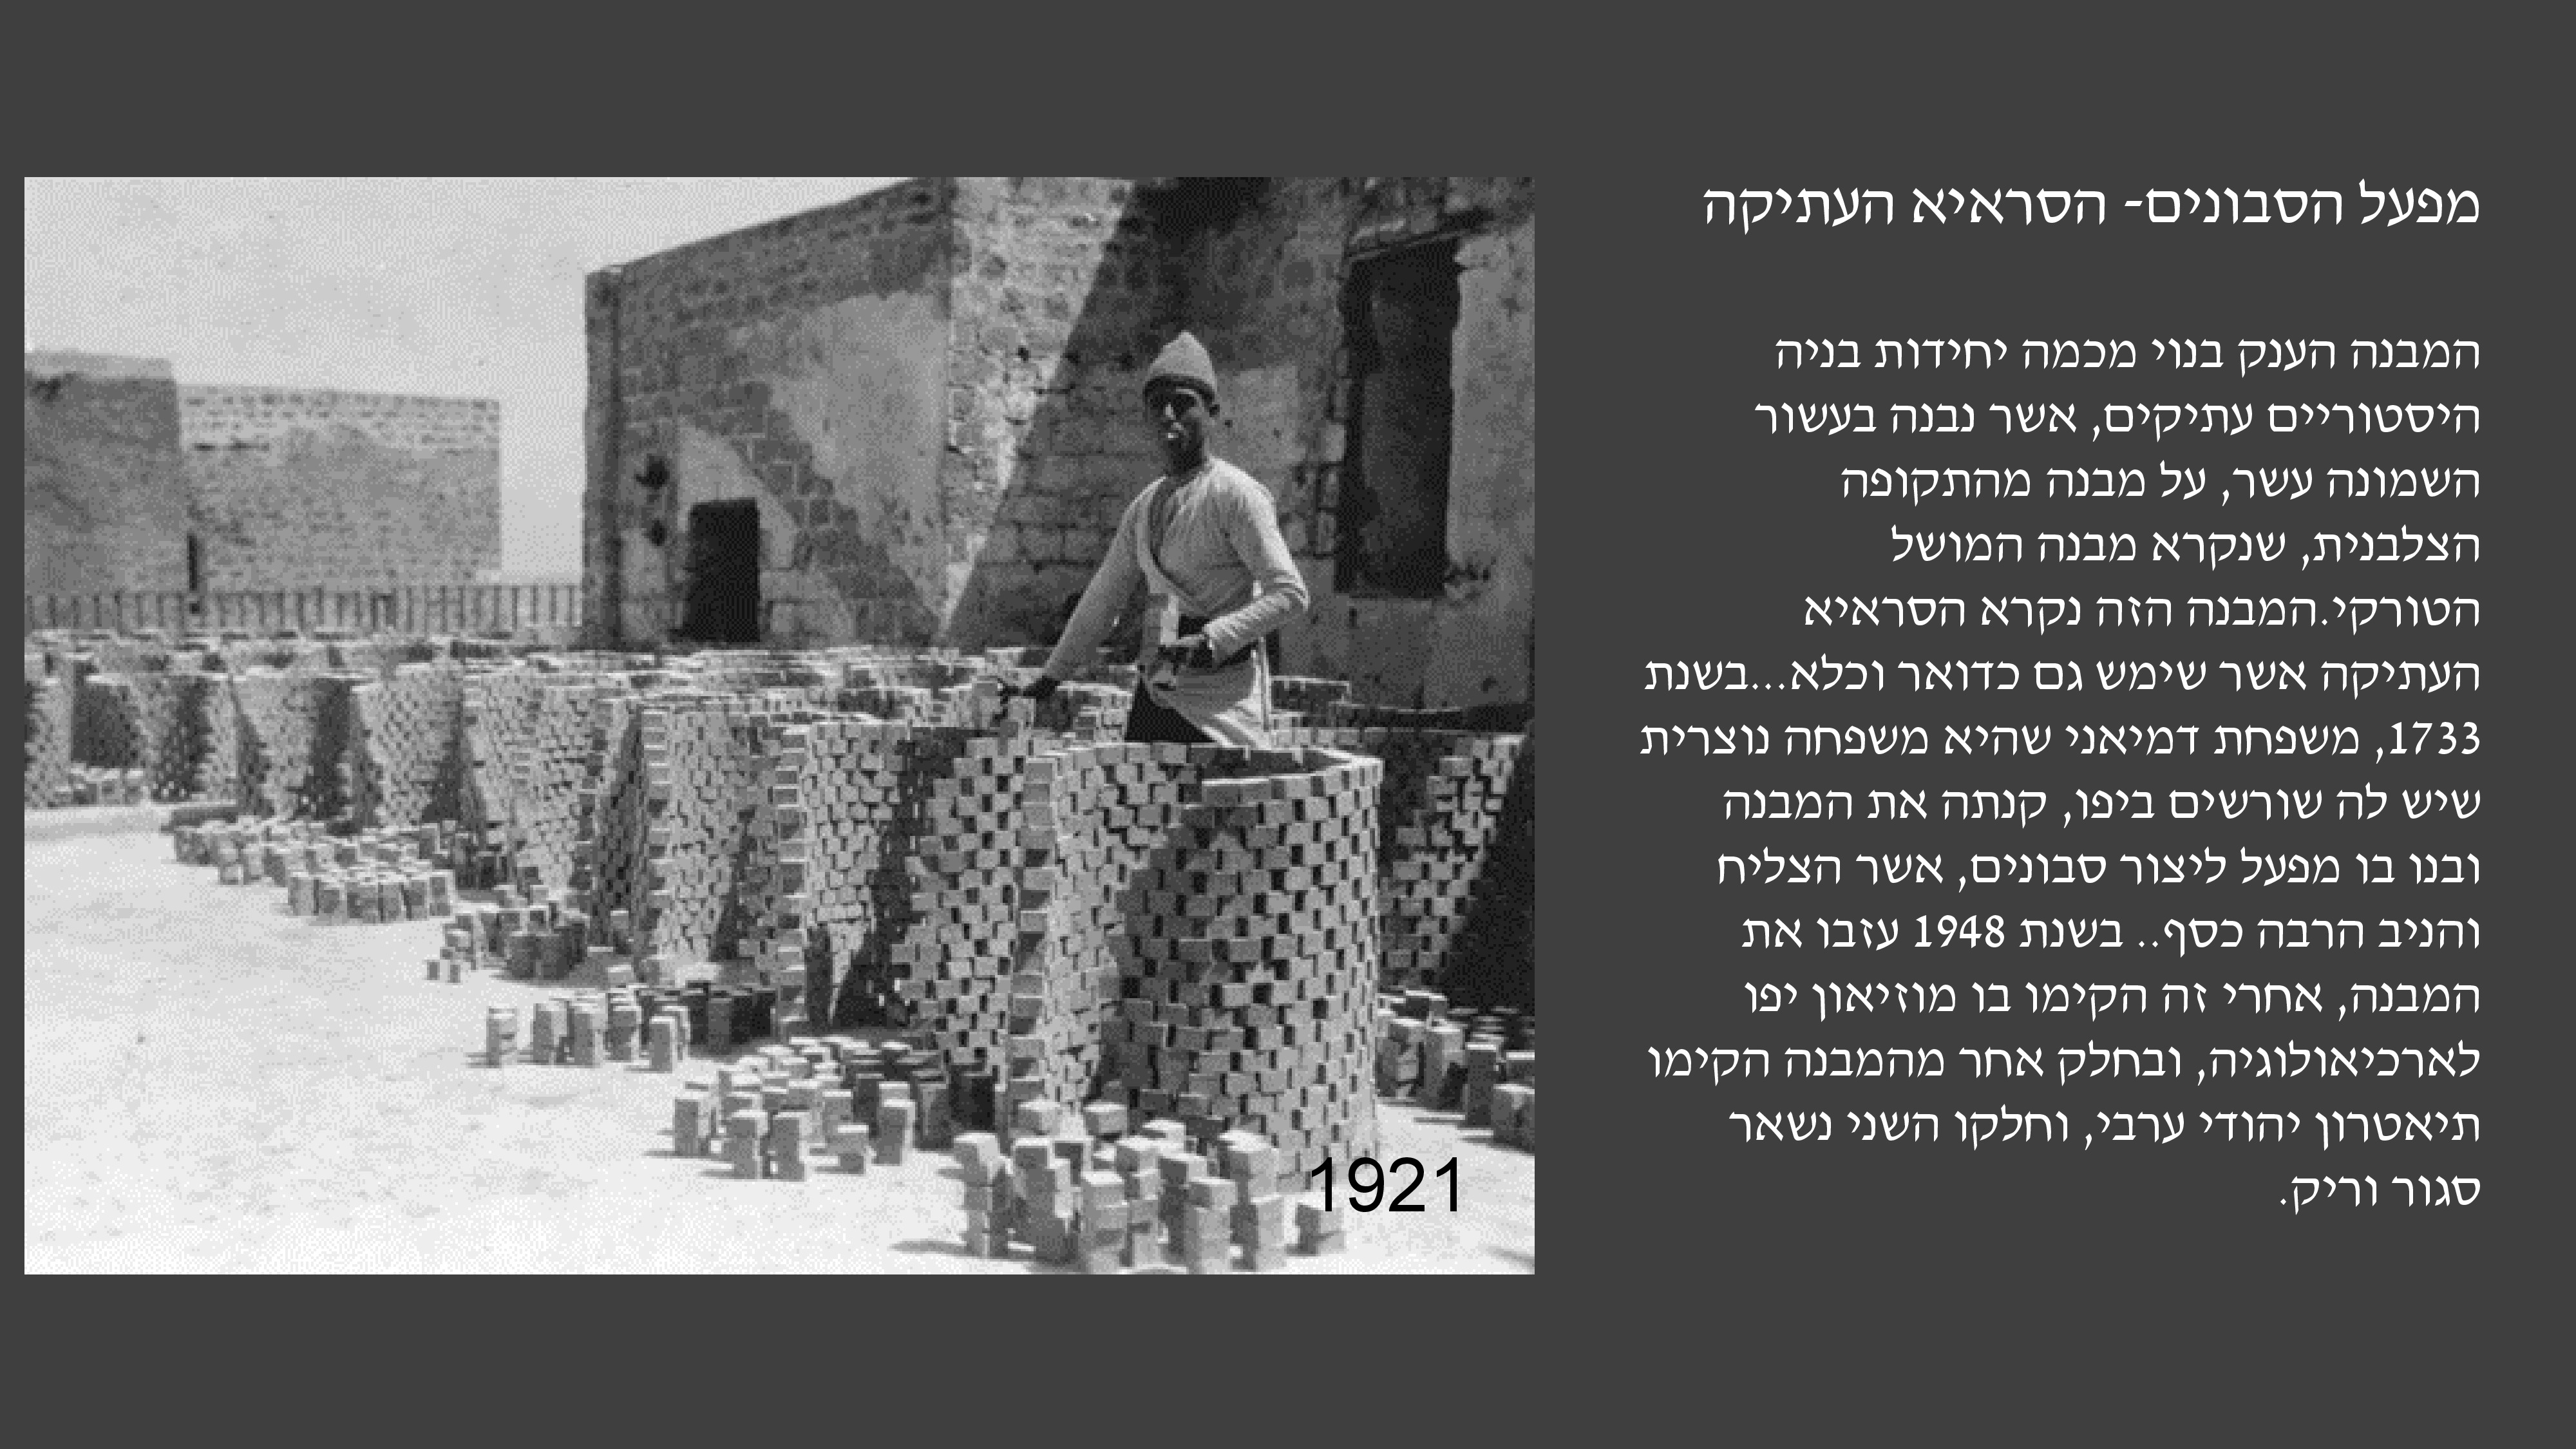 מפעל הסבונים- הסראיא העתיקה
המבנה הענק בנוי מכמה יחידות בניה
היסטוריים עתיקים, אשר נבנה בעשור
השמונה עשר, על מבנה מהתקופה
הצלבנית, שנקרא מבנה המושל
הטורקי.המבנה הזה נקרא הסראיא
העתיקה אשר שימש גם כדואר וכלא...בשנת
1733, משפחת דמיאני שהיא משפחה נוצרית
שיש לה שורשים ביפו, קנתה את המבנה
ובנו בו מפעל ליצור סבונים, אשר הצליח
והניב הרבה כסף.. בשנת 1948 עזבו את
המבנה, אחרי זה הקימו בו מוזיאון יפו
לארכיאולוגיה, ובחלק אחר מהמבנה הקימו
תיאטרון יהודי ערבי, וחלקו השני נשאר
סגור וריק.
1921